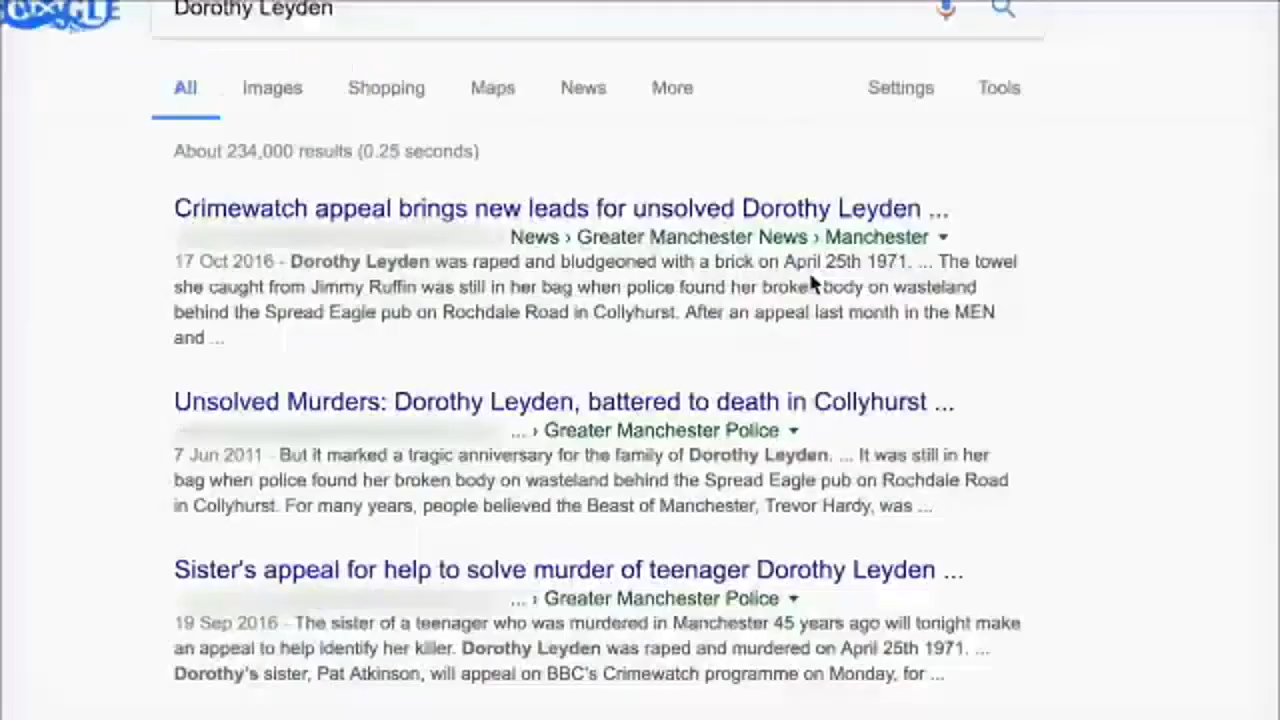 Dorothy Leyden
All Images Shopping Maps News More Settings Tools
About 234,000 results (0.25 seconds)
Crimewatch appeal brings new leads for unsolved Dorothy Leyden ...
News › Greater Manchester News › Manchester
17 Oct 2016 - Dorothy Leyden was raped and bludgeoned with a brick on April 25th 1971. ... The towel
she caught from Jimmy Ruffin was still in her bag when police found her broken body on wasteland
behind the Spread Eagle pub on Rochdale Road in Collyhurst. After an appeal last month in the MEN
and ...
Unsolved Murders: Dorothy Leyden, battered to death in Collyhurst ...
... › Greater Manchester Police
7 Jun 2011 - But it marked a tragic anniversary for the family of Dorothy Leyden. ... It was still in her
bag when police found her broken body on wasteland behind the Spread Eagle pub on Rochdale Road
in Collyhurst. For many years, people believed the Beast of Manchester, Trevor Hardy, was ...
Sister's appeal for help to solve murder of teenager Dorothy Leyden ...
... › Greater Manchester Police
19 Sep 2016 - The sister of a teenager who was murdered in Manchester 45 years ago will tonight make
an appeal to help identify her killer. Dorothy Leyden was raped and murdered on April 25th 1971. ...
Dorothy's sister, Pat Atkinson, will appeal on BBC's Crimewatch programme on Monday, for ...